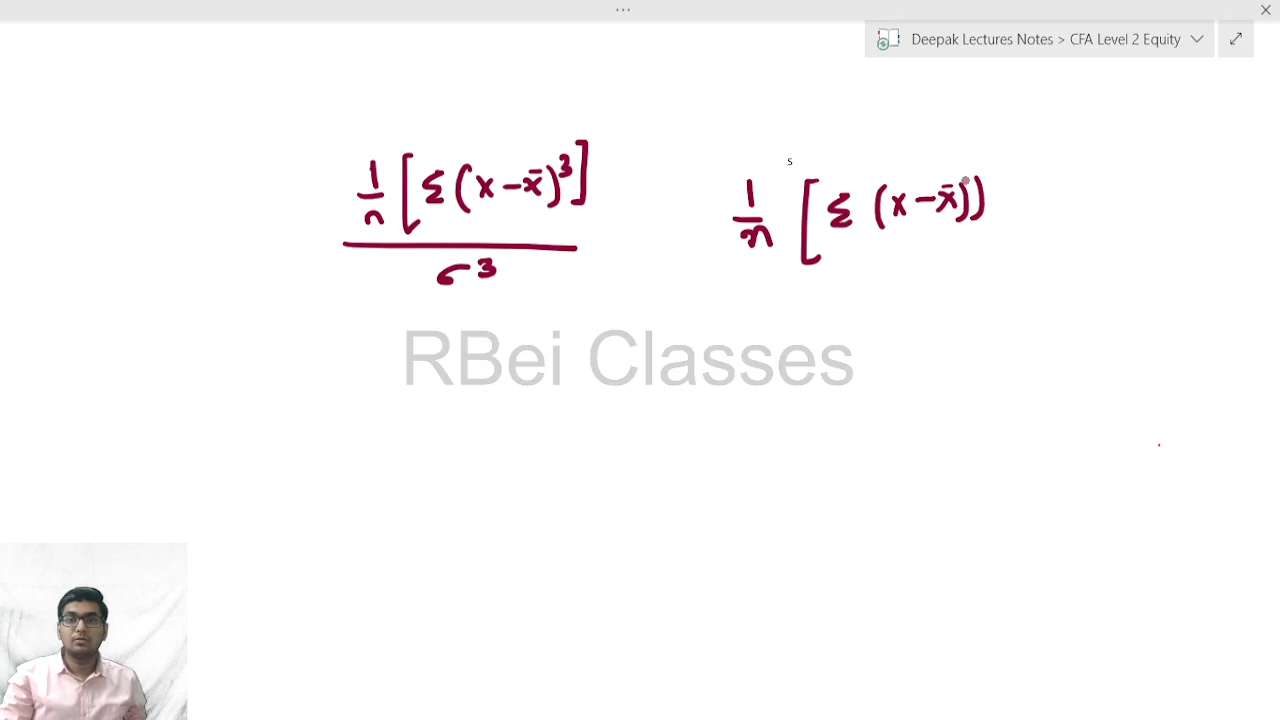 Deepak Lectures Notes > CFA Level 2 Equity
1/n [Σ (x - x̄)³]
σ³
s
1/n [Σ (x - x̄))
RBei Classes